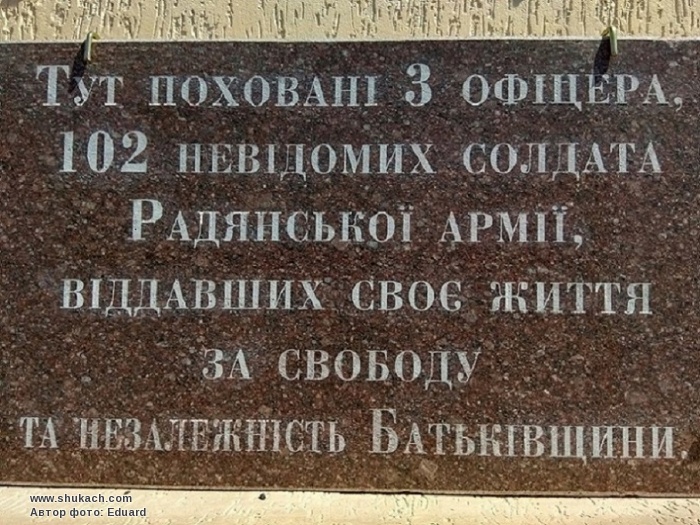 Тут поховані 3 офіцера,
102 невідомих солдата
Радянської армії,
віддавших своє життя
за свободу
та незалежність Батьківщини.
www.shukach.com
Автор фото: Eduard